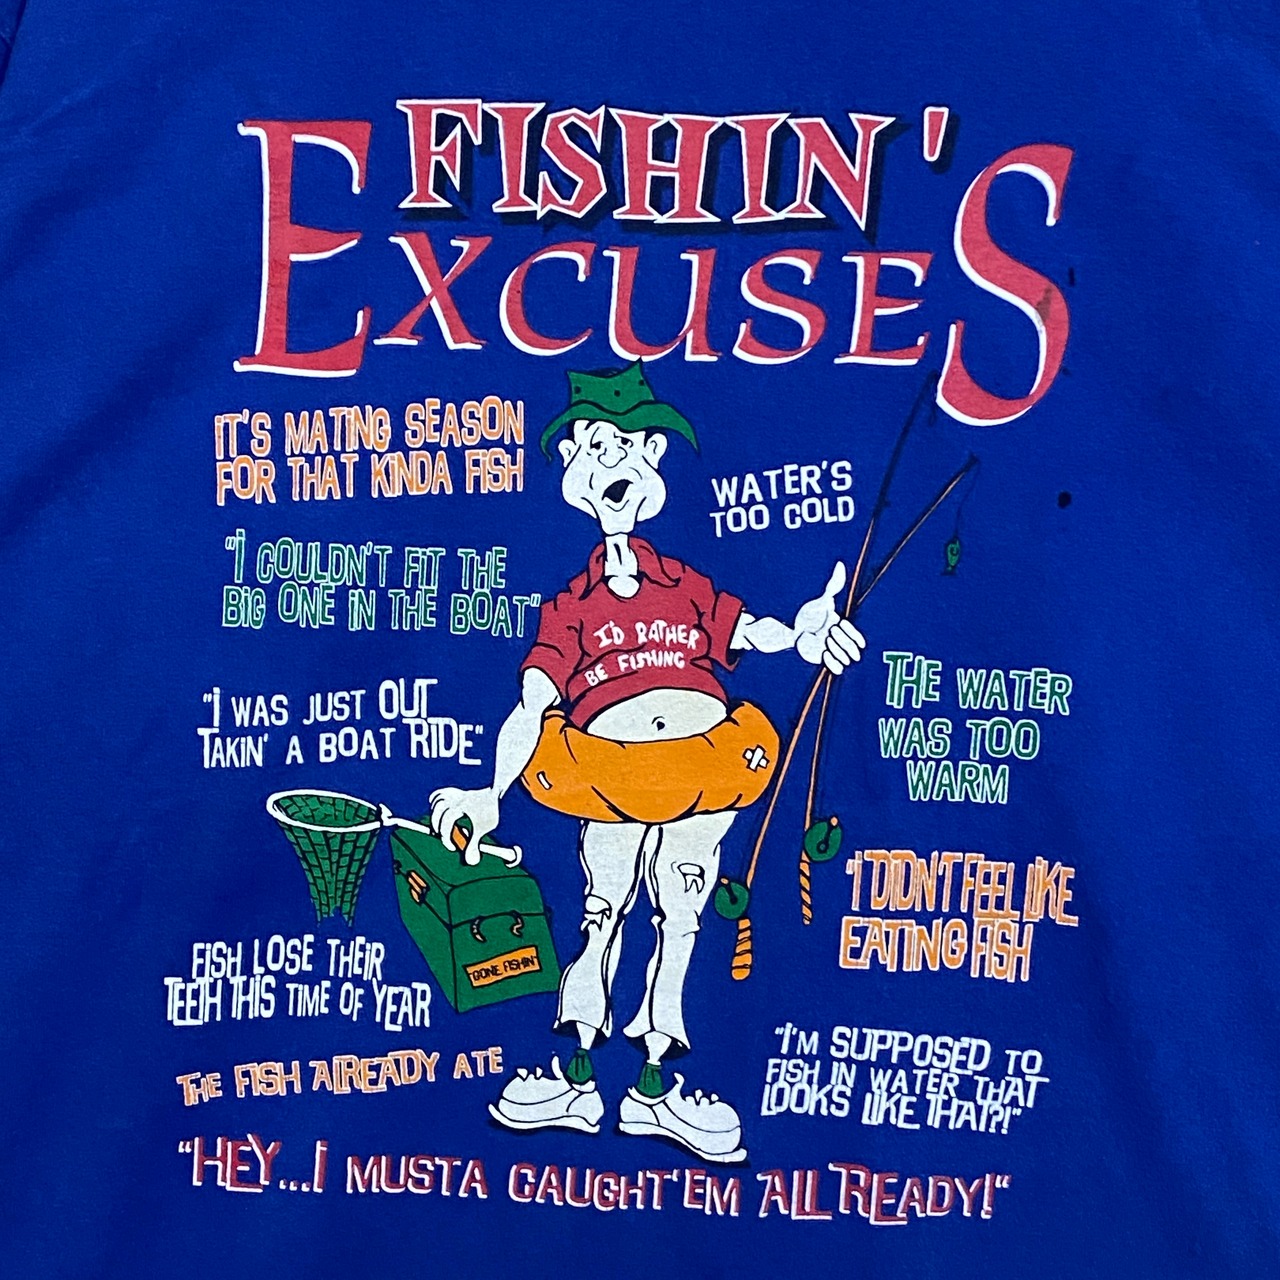 FISHIN'
EXCUSES
IT'S MATING SEASON
FOR THAT KINDA FISH
WATER'S
TOO COLD
"I COULDN'T FIT THE
BIG ONE IN THE BOAT"
I'D RATHER
BE FISHING
"I WAS JUST OUT
TAKIN' A BOAT RIDE"
THE WATER
WAS TOO
WARM
"I DIDN'T FEEL LIKE
EATING FISH
FISH LOSE THEIR
TEETH THIS TIME OF YEAR
"GONE FISHIN'"
THE FISH ALREADY ATE
"I'M SUPPOSED TO
FISH IN WATER THAT
LOOKS LIKE THAT?!"
"HEY...I MUSTA CAUGHT 'EM ALL READY!"